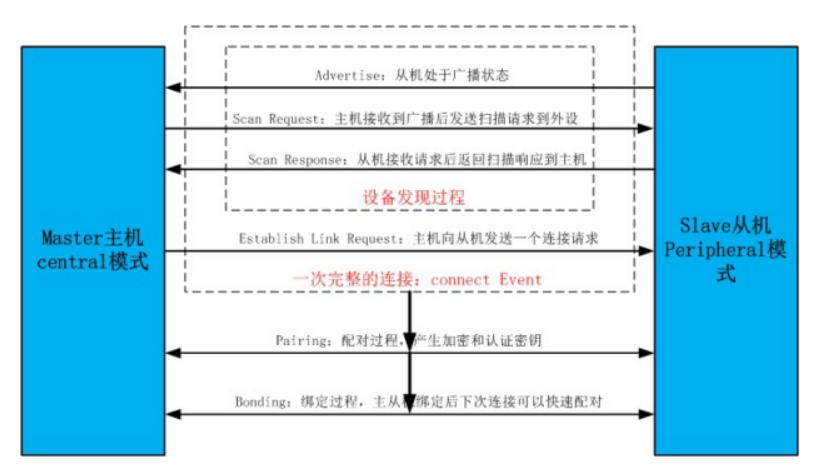 Advertise：从机处于广播状态
Scan Request：主机接收到广播后发送扫描请求到外设
Scan Response：从机接收请求后返回扫描响应到主机
设备发现过程
Master主机
central模式
Establish Link Request：主机向从机发送一个连接请求
Slave从机
Peripheral模
式
一次完整的连接：connect Event
Pairing：配对过程，产生加密和认证密钥
Bonding：绑定过程，主从机绑定后下次连接可以快速配对